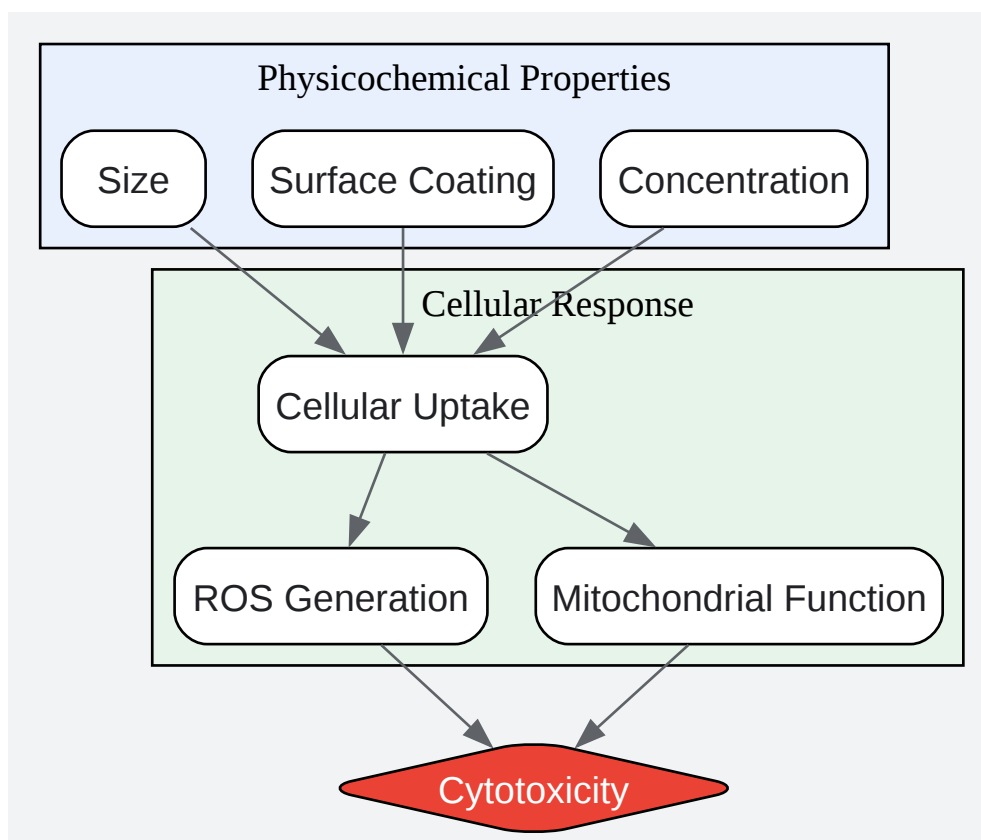 Physicochemical Properties
Size
Surface Coating
Concentration
Cellular Response
Cellular Uptake
ROS Generation
Mitochondrial Function
Cytotoxicity